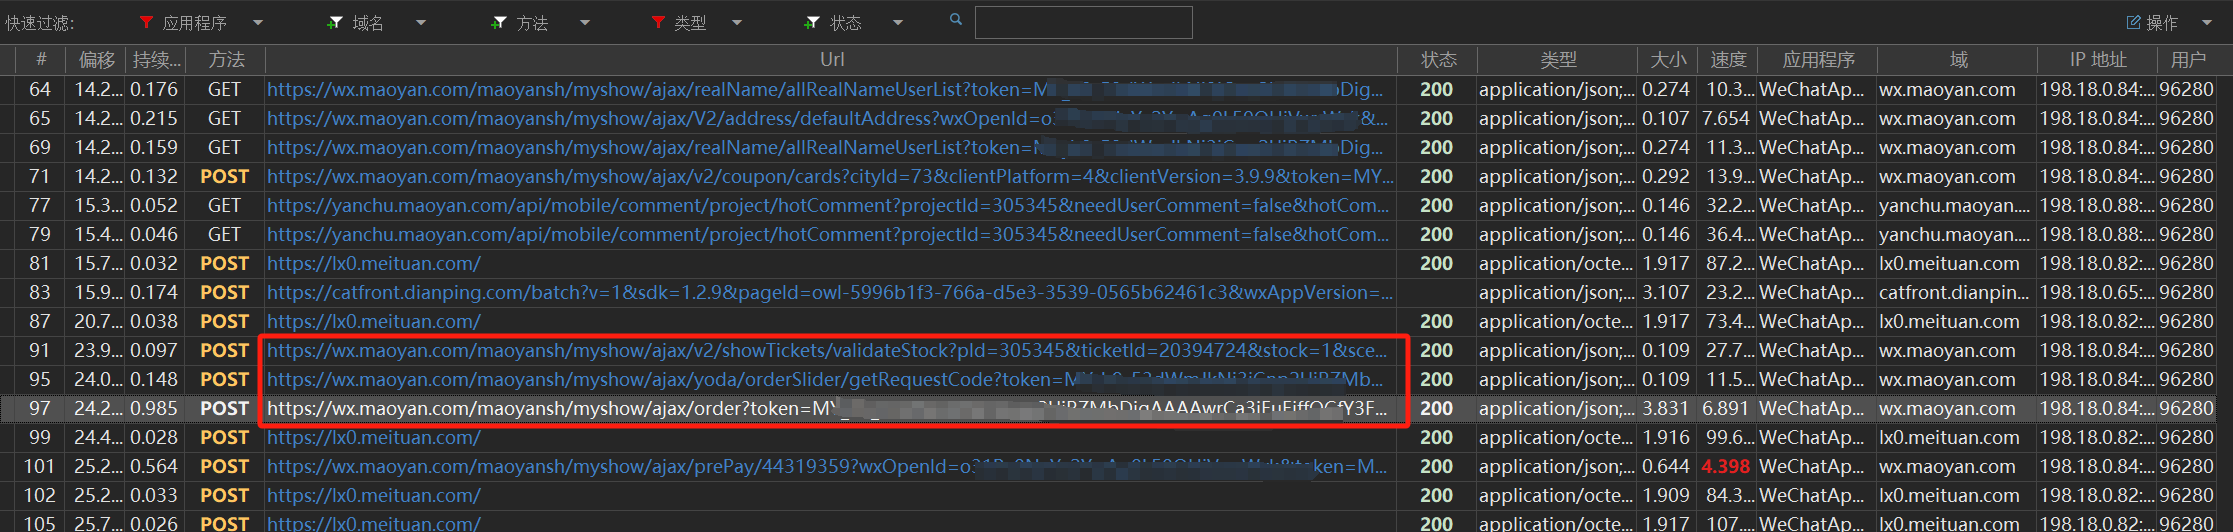 快速过滤: 应用程序 域名 方法 类型 状态 操作
# 偏移 持续... 方法 Url 状态 类型 大小 速度 应用程序 域 IP 地址 用户
64 14.2... 0.176 GET https://wx.maoyan.com/maoyansh/myshow/ajax/realName/allRealNameUserList?token=M 200 application/json;... 0.274 10.3... WeChatAp... wx.maoyan.com 198.18.0.84:... 96280
65 14.2... 0.215 GET https://wx.maoyan.com/maoyansh/myshow/ajax/V2/address/defaultAddress?wxOpenId=o 200 application/json;... 0.107 7.654 WeChatAp... wx.maoyan.com 198.18.0.84:... 96280
69 14.2... 0.159 GET https://wx.maoyan.com/maoyansh/myshow/ajax/realName/allRealNameUserList?token= 200 application/json;... 0.274 11.3... WeChatAp... wx.maoyan.com 198.18.0.84:... 96280
71 14.2... 0.132 POST https://wx.maoyan.com/maoyansh/myshow/ajax/v2/coupon/cards?cityId=73&clientPlatform=4&clientVersion=3.9.9&token=MY... 200 application/json;... 0.292 13.9... WeChatAp... wx.maoyan.com 198.18.0.84:... 96280
77 15.3... 0.052 GET https://yanchu.maoyan.com/api/mobile/comment/project/hotComment?projectId=305345&needUserComment=false&hotCom... 200 application/json;... 0.146 32.2... WeChatAp... yanchu.maoyan.... 198.18.0.88:... 96280
79 15.4... 0.046 GET https://yanchu.maoyan.com/api/mobile/comment/project/hotComment?projectId=305345&needUserComment=false&hotCom... 200 application/json;... 0.146 36.4... WeChatAp... yanchu.maoyan.... 198.18.0.88:... 96280
81 15.7... 0.032 POST https://lx0.meituan.com/ 200 application/octe... 1.917 87.2... WeChatAp... lx0.meituan.com 198.18.0.82:... 96280
83 15.9... 0.174 POST https://catfront.dianping.com/batch?v=1&sdk=1.2.9&pageId=owl-5996b1f3-766a-d5e3-3539-0565b62461c3&wxAppVersion=... application/json;... 3.107 23.2... WeChatAp... catfront.dianpin... 198.18.0.65:... 96280
87 20.7... 0.038 POST https://lx0.meituan.com/ 200 application/octe... 1.917 73.4... WeChatAp... lx0.meituan.com 198.18.0.82:... 96280
91 23.9... 0.097 POST https://wx.maoyan.com/maoyansh/myshow/ajax/v2/showTickets/validateStock?pId=305345&ticketId=20394724&stock=1&sce... 200 application/json;... 0.109 27.7... WeChatAp... wx.maoyan.com 198.18.0.84:... 96280
95 24.0... 0.148 POST https://wx.maoyan.com/maoyansh/myshow/ajax/yoda/orderSlider/getRequestCode?token= 200 application/json;... 0.109 11.5... WeChatAp... wx.maoyan.com 198.18.0.84:... 96280
97 24.2... 0.985 POST https://wx.maoyan.com/maoyansh/myshow/ajax/order?token=MY 200 application/json;... 3.831 6.891 WeChatAp... wx.maoyan.com 198.18.0.84:... 96280
99 24.4... 0.028 POST https://lx0.meituan.com/ 200 application/octe... 1.916 99.6... WeChatAp... lx0.meituan.com 198.18.0.82:... 96280
101 25.2... 0.564 POST https://wx.maoyan.com/maoyansh/myshow/ajax/prePay/44319359?wxOpenId= 200 application/json;... 0.644 4.398 WeChatAp... wx.maoyan.com 198.18.0.84:... 96280
102 25.2... 0.033 POST https://lx0.meituan.com/ 200 application/octe... 1.909 84.3... WeChatAp... lx0.meituan.com 198.18.0.82:... 96280
105 25.7... 0.026 POST https://lx0.meituan.com/ 200 application/octe... 1.917 107.... WeChatAp... lx0.meituan.com 198.18.0.82:... 96280